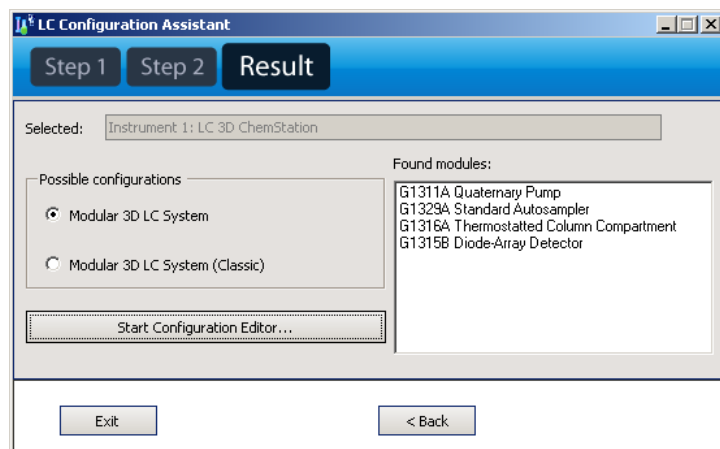 LC Configuration Assistant
Step 1 Step 2 Result
Selected: Instrument 1: LC 3D ChemStation
Possible configurations
Modular 3D LC System
Modular 3D LC System (Classic)
Start Configuration Editor...
Found modules:
G1311A Quaternary Pump
G1329A Standard Autosampler
G1316A Thermostatted Column Compartment
G1315B Diode-Array Detector
Exit
< Back